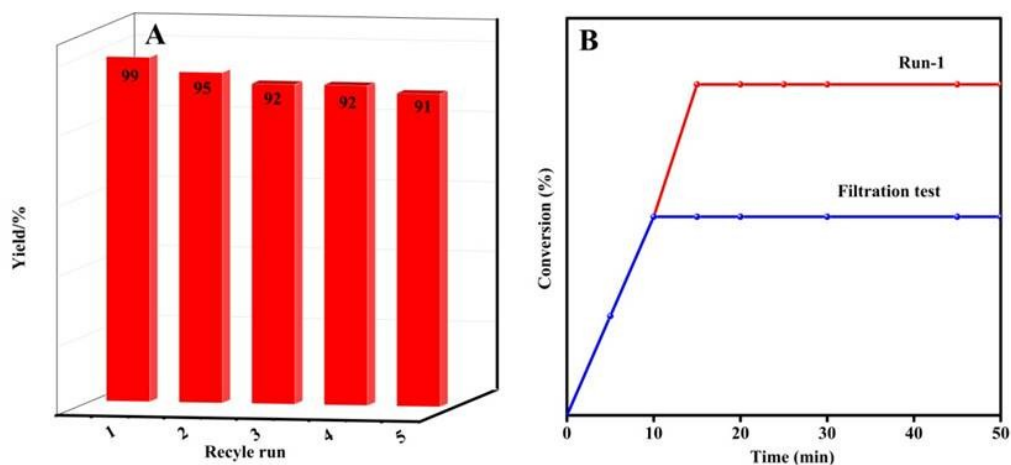 A
99
95
92
92
91
Yield/%
1
2
3
4
5
Recyle run
B
Run-1
Filtration test
Conversion (%)
0
10
20
30
40
50
Time (min)